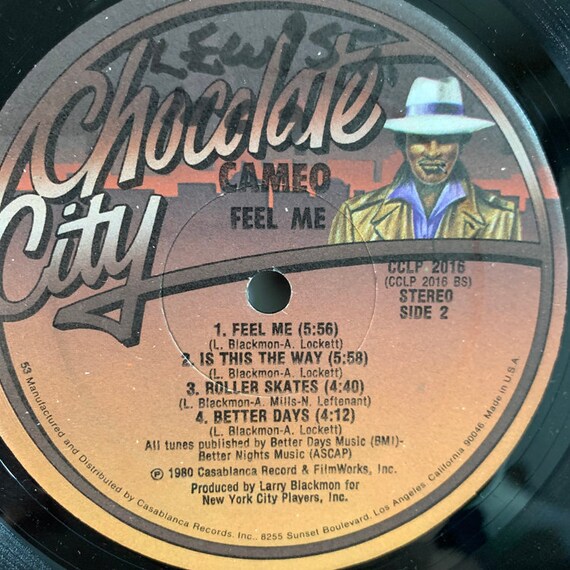 LEWIS
Chocolate
City
CAMEO
FEEL ME
CCLP 2016
(CCLP 2016 BS)
STEREO
SIDE 2
1. FEEL ME (5:56)
(L. Blackmon-A. Lockett)
2. IS THIS THE WAY (5:58)
(L. Blackmon-A. Lockett)
3. ROLLER SKATES (4:40)
(L. Blackmon-A. Mills-N. Leftenant)
4. BETTER DAYS (4:12)
(L. Blackmon-A. Lockett)
All tunes published by Better Days Music (BMI)-
Better Nights Music (ASCAP)
℗ 1980 Casablanca Record & FilmWorks, Inc.
Produced by Larry Blackmon for
New York City Players, Inc.
53 Manufactured and Distributed by Casablanca Records, Inc., 8255 Sunset Boulevard, Los Angeles California 90046 Made in U.S.A.